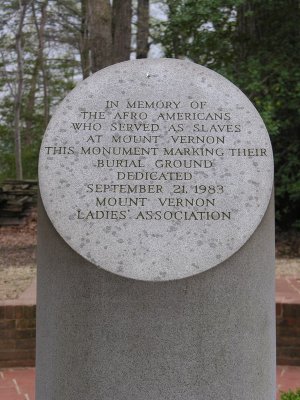 IN MEMORY OF
THE AFRO AMERICANS
WHO SERVED AS SLAVES
AT MOUNT VERNON
THIS MONUMENT MARKING THEIR
BURIAL GROUND
DEDICATED
SEPTEMBER 21, 1983
MOUNT VERNON
LADIES' ASSOCIATION